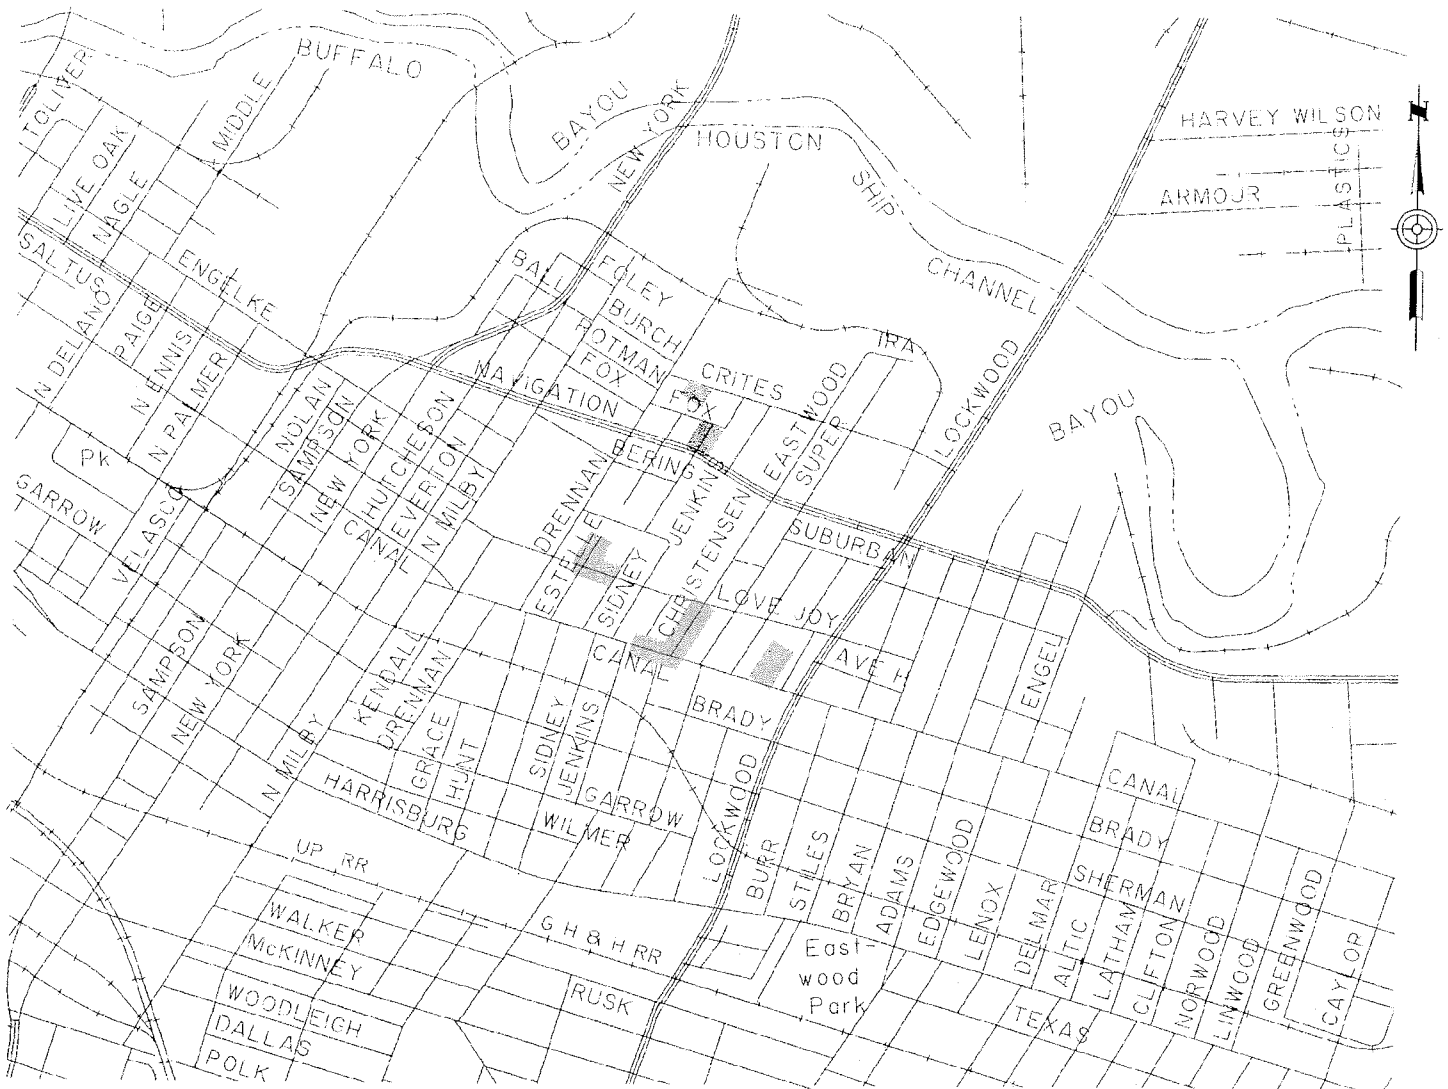 BUFFALO
BAYOU
NEW YORK
HOUSTON
SHIP
CHANNEL
HARVEY WILSON
ARMOUR
PLASTICS
N
TOLIVER
LIVE OAK
NAGLE
MIDDLE
SALTUS
ENGELKE
N DELANO
PAIGE
N ENNIS
N PALMER
BALL
FOLEY
BURCH
ROTMAN
FOX
CRITES
FOX
IRA
NAVIGATION
BERING
EASTWOOD
SUPER
LOCKWOOD
BAYOU
NOLAN
SAMPSON
NEW YORK
HUTCHESON
EVERTON
N MILBY
CANAL
PK
GARROW
VELASCO
DRENNAN
ESTELLE
SIDNEY
JENKINS
CHRISTENSEN
SUBURBAN
LOVE JOY
AVE H
ENGEL
CANAL
BRADY
SAMPSON
NEW YORK
N MILBY
KENDALL
DRENNAN
GRACE
HUNT
SIDNEY
JENKINS
GARROW
WILMER
HARRISBURG
LOCKWOOD
BURR
STILES
BRYAN
ADAMS
EDGEWOOD
LENOX
DELMAR
ALTIC
LATHAM
CLIFTON
NORWOOD
LINWOOD
GREENWOOD
CAYLOR
CANAL
BRADY
SHERMAN
UP RR
G H & H RR
WALKER
McKINNEY
WOODLEIGH
DALLAS
POLK
RUSK
East-
wood
Park
TEXAS